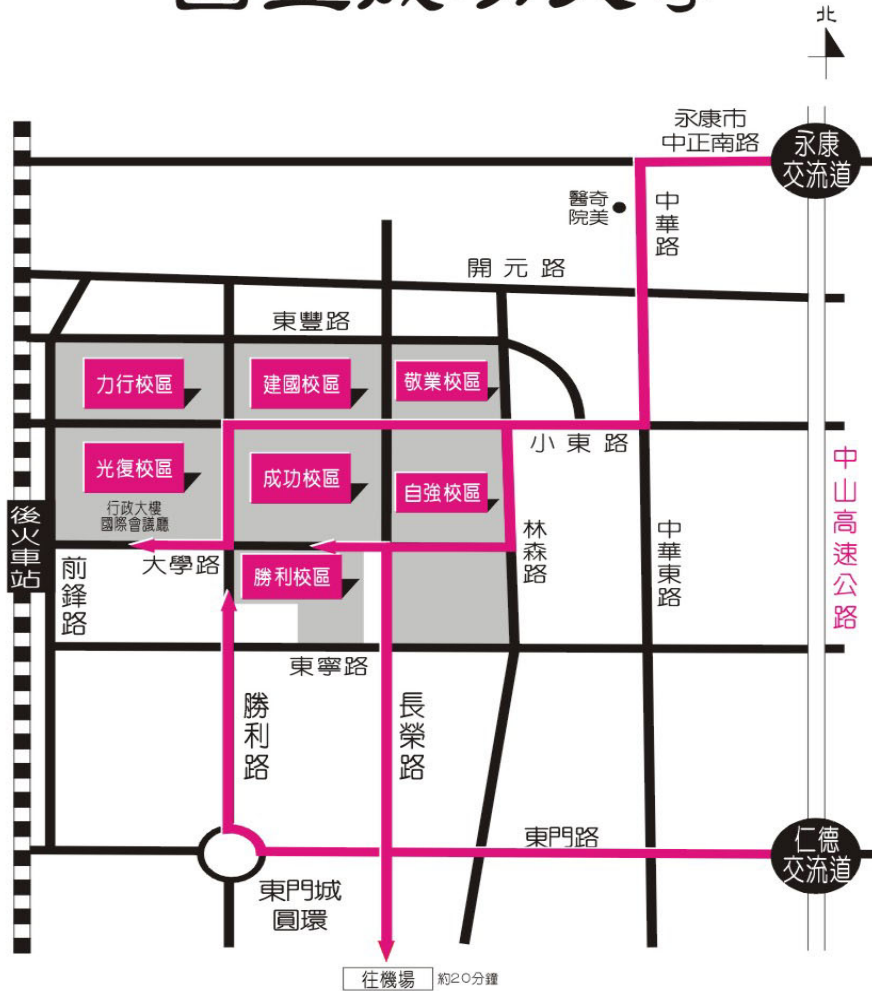 國立成功大學
北
永康市
中正南路
永康
交流道
醫奇
院美
中華路
開元路
東豐路
力行校區
建國校區
敬業校區
小東路
光復校區
成功校區
自強校區
行政大樓
國際會議廳
後火車站
前鋒路
大學路
勝利校區
林森路
中華東路
中山高速公路
東寧路
勝利路
長榮路
東門路
仁德
交流道
東門城
圓環
往機場
約20分鐘